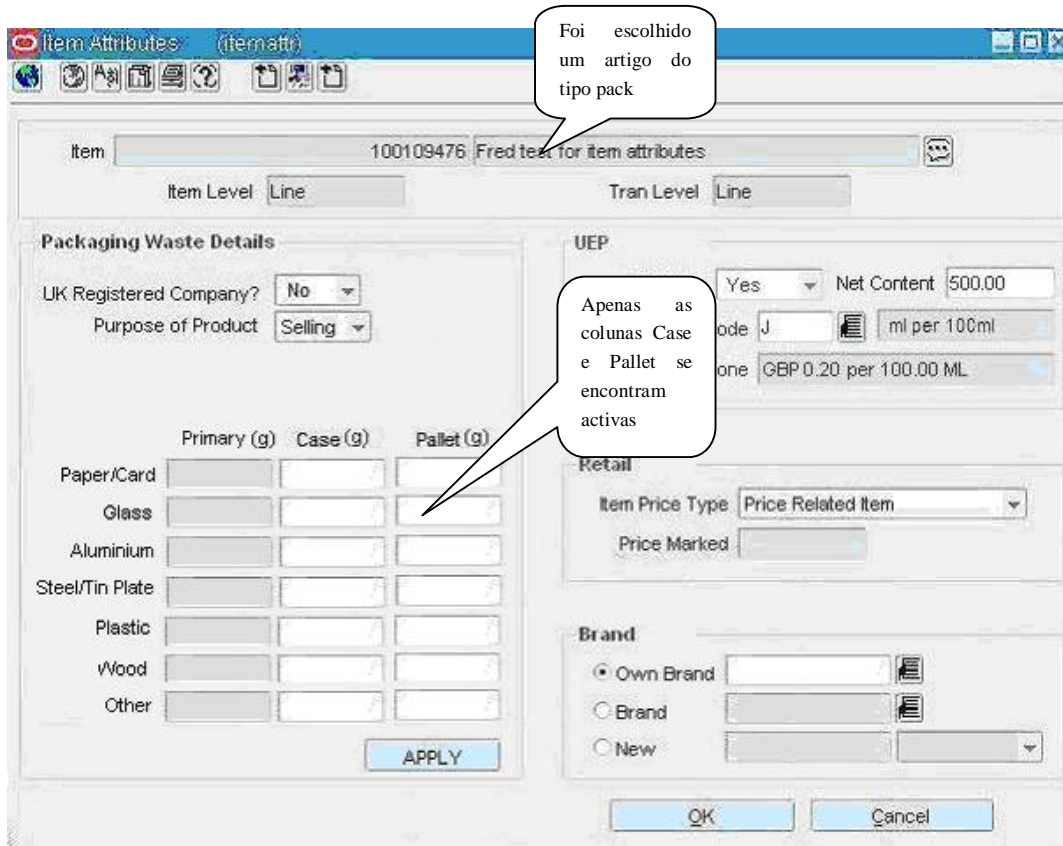 Item Attributes (itemattr)
Foi escolhido
um artigo do
tipo pack
Item 100109476 Fred test for item attributes
Item Level Line Tran Level Line
Packaging Waste Details
UK Registered Company? No
Purpose of Product Selling
Primary (g) Case (g) Pallet (g)
Paper/Card
Glass
Aluminium
Steel/Tin Plate
Plastic
Wood
Other
APPLY
Apenas as
colunas Case
e Pallet se
encontram
activas
UEP
Yes Net Content 500.00
ode J ml per 100ml
one GBP 0.20 per 100.00 ML
Retail
Item Price Type Price Related Item
Price Marked
Brand
Own Brand
Brand
New
OK Cancel